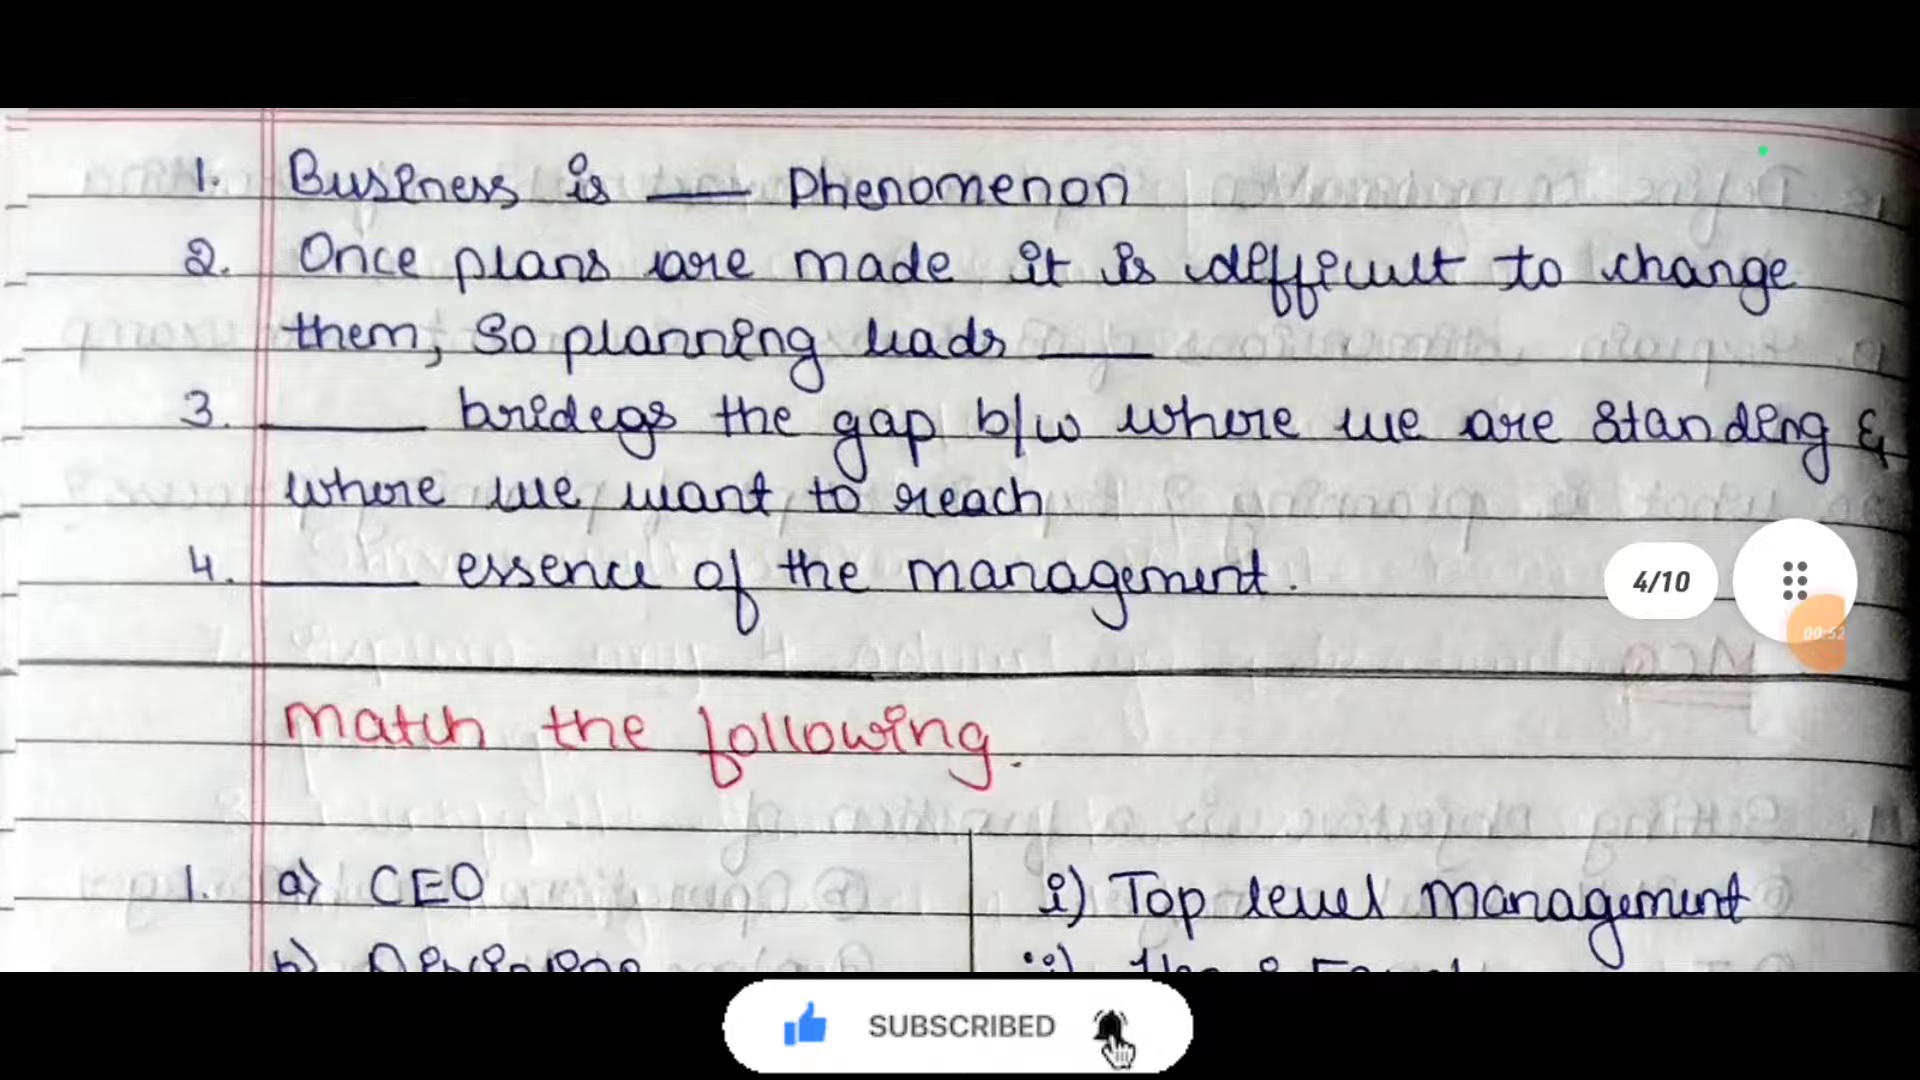 1. Business is ___ Phenomenon
2. Once plans are made it is difficult to change
them, So planning leads ___
3. ___ bridegs the gap b/w where we are standing &
where we want to reach
4. ___ essence of the management.
4/10
00:52
Match the following.
1. a) CEO i) Top level management
b)
SUBSCRIBED